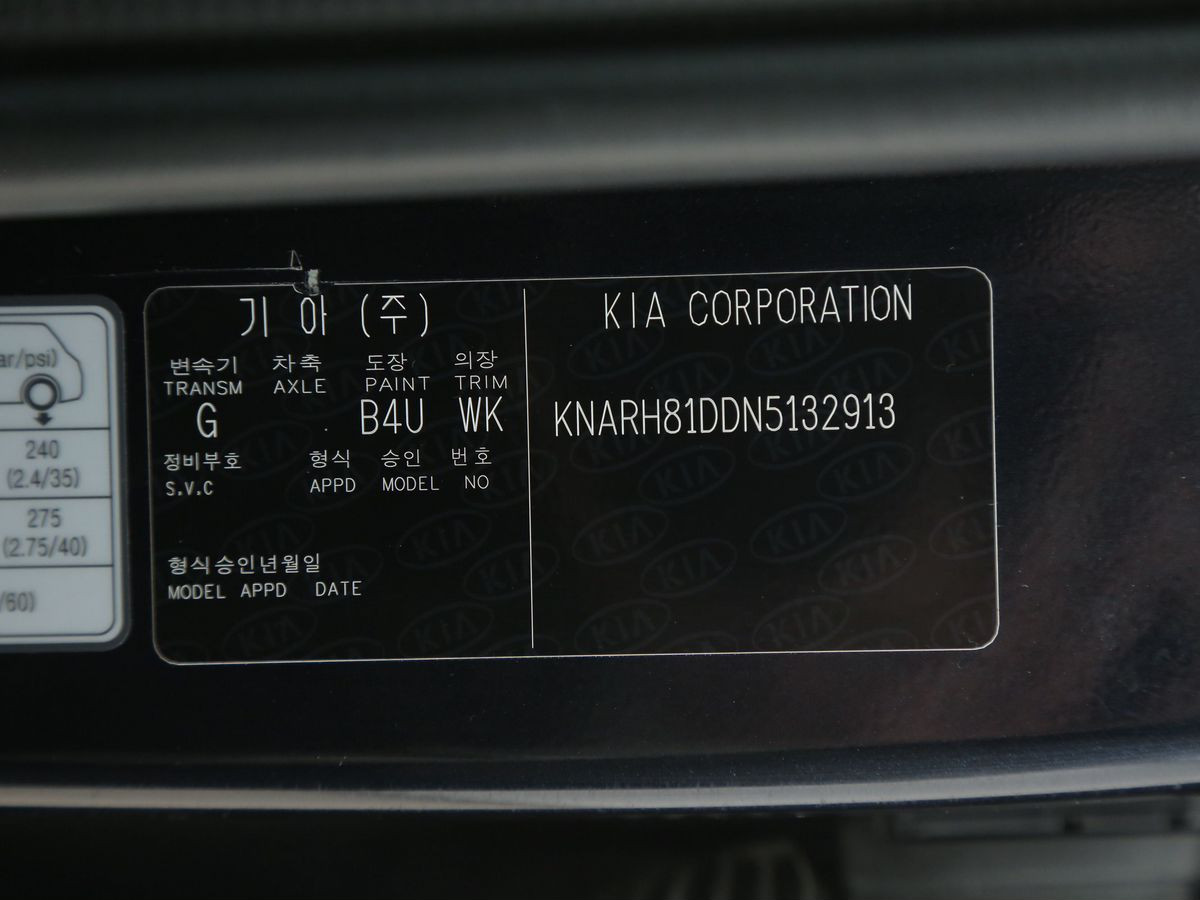 기 아 (주)
변속기 차축 도장 의장
TRANSM AXLE PAINT TRIM
G B4U WK
정비부호 형식 승인 번호
S.V.C APPD MODEL NO
형식승인년월일
MODEL APPD DATE
KIA CORPORATION
KNARH81DDN5132913
ar/psi)
240
(2.4/35)
275
(2.75/40)
/60)